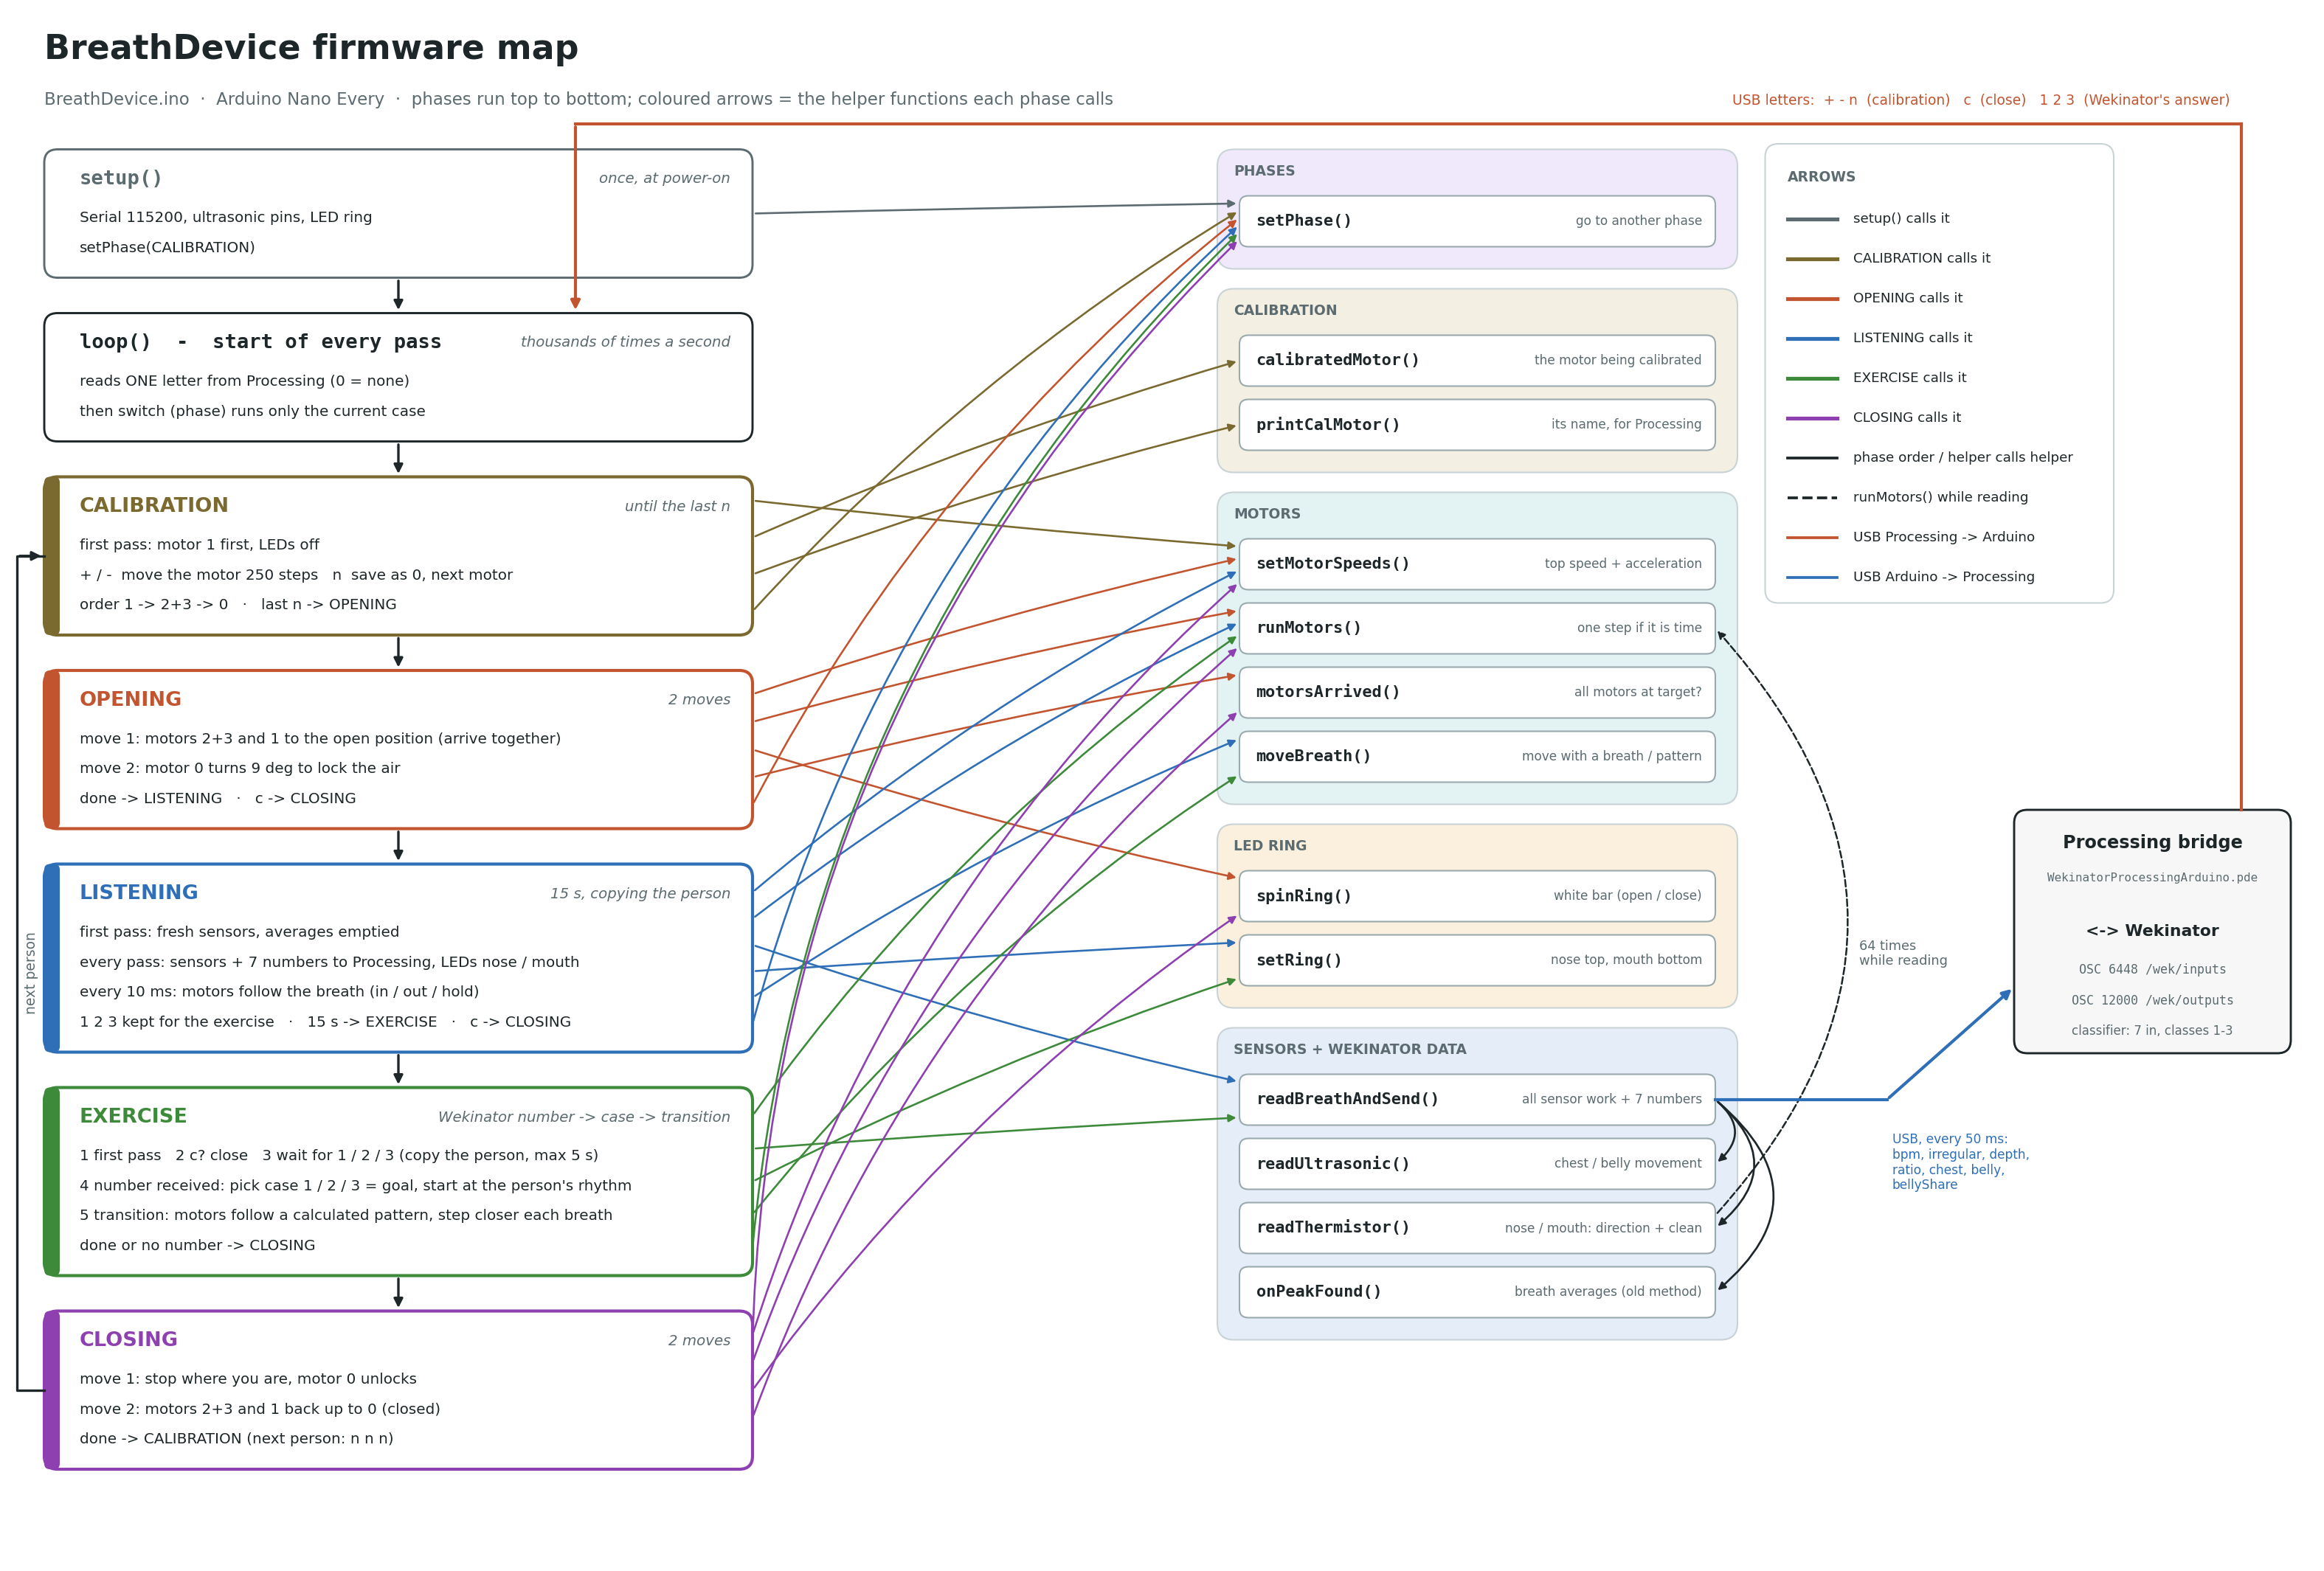 BreathDevice firmware map
BreathDevice.ino  ·  Arduino Nano Every  ·  phases run top to bottom; coloured arrows = the helper functions each phase calls
USB letters:  + - n  (calibration)   c  (close)   1 2 3  (Wekinator's answer)
setup()
once, at power-on
Serial 115200, ultrasonic pins, LED ring
setPhase(CALIBRATION)
loop()  -  start of every pass
thousands of times a second
reads ONE letter from Processing (0 = none)
then switch (phase) runs only the current case
CALIBRATION
until the last n
first pass: motor 1 first, LEDs off
+ / -  move the motor 250 steps   n  save as 0, next motor
order 1 -> 2+3 -> 0   ·   last n -> OPENING
OPENING
2 moves
move 1: motors 2+3 and 1 to the open position (arrive together)
move 2: motor 0 turns 9 deg to lock the air
done -> LISTENING   ·   c -> CLOSING
LISTENING
15 s, copying the person
first pass: fresh sensors, averages emptied
every pass: sensors + 7 numbers to Processing, LEDs nose / mouth
every 10 ms: motors follow the breath (in / out / hold)
1 2 3 kept for the exercise   ·   15 s -> EXERCISE   ·   c -> CLOSING
EXERCISE
Wekinator number -> case -> transition
1 first pass   2 c? close   3 wait for 1 / 2 / 3 (copy the person, max 5 s)
4 number received: pick case 1 / 2 / 3 = goal, start at the person's rhythm
5 transition: motors follow a calculated pattern, step closer each breath
done or no number -> CLOSING
CLOSING
2 moves
move 1: stop where you are, motor 0 unlocks
move 2: motors 2+3 and 1 back up to 0 (closed)
done -> CALIBRATION (next person: n n n)
next person
PHASES
setPhase()
go to another phase
CALIBRATION
calibratedMotor()
the motor being calibrated
printCalMotor()
its name, for Processing
MOTORS
setMotorSpeeds()
top speed + acceleration
runMotors()
one step if it is time
motorsArrived()
all motors at target?
moveBreath()
move with a breath / pattern
LED RING
spinRing()
white bar (open / close)
setRing()
nose top, mouth bottom
SENSORS + WEKINATOR DATA
readBreathAndSend()
all sensor work + 7 numbers
readUltrasonic()
chest / belly movement
readThermistor()
nose / mouth: direction + clean
onPeakFound()
breath averages (old method)
ARROWS
setup() calls it
CALIBRATION calls it
OPENING calls it
LISTENING calls it
EXERCISE calls it
CLOSING calls it
phase order / helper calls helper
runMotors() while reading
USB Processing -> Arduino
USB Arduino -> Processing
64 times
while reading
Processing bridge
WekinatorProcessingArduino.pde
<-> Wekinator
OSC 6448 /wek/inputs
OSC 12000 /wek/outputs
classifier: 7 in, classes 1-3
USB, every 50 ms:
bpm, irregular, depth,
ratio, chest, belly,
bellyShare